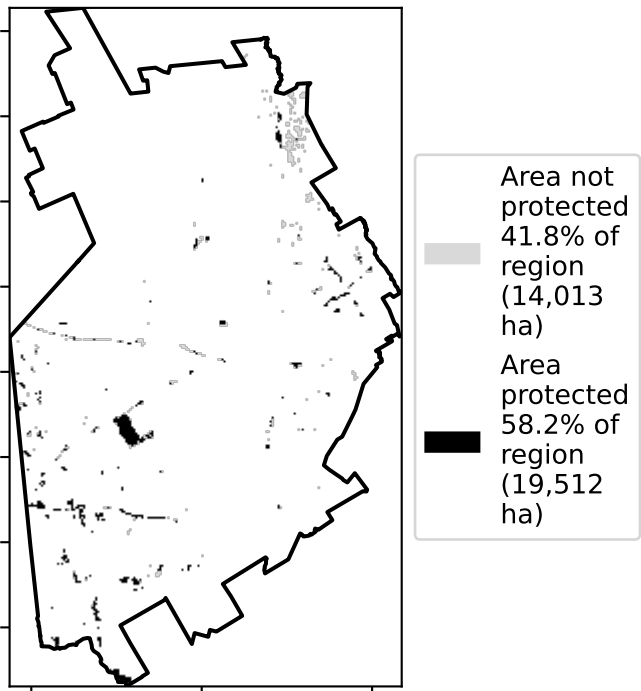 Area not
protected
41.8% of
region
(14,013
ha)
Area
protected
58.2% of
region
(19,512
ha)